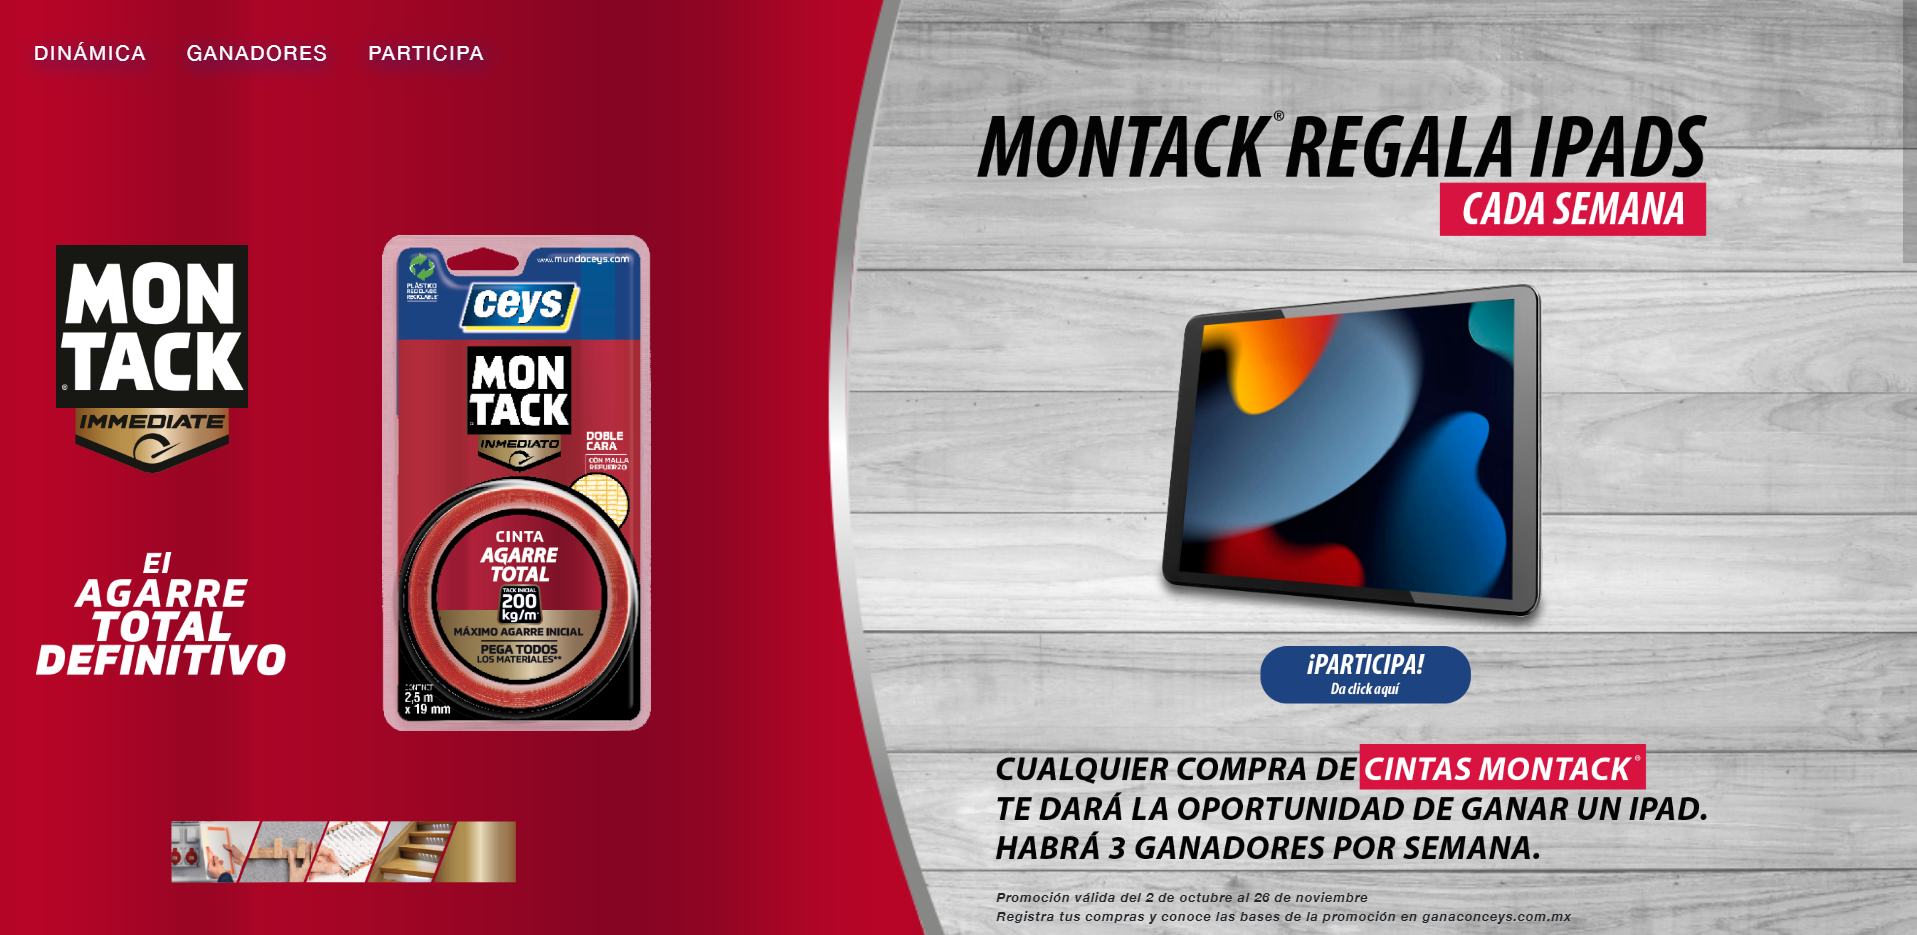 DINÁMICA GANADORES PARTICIPA
MON
TACK
®
IMMEDIATE
El
AGARRE
TOTAL
DEFINITIVO
www.mundoceys.com
PLÁSTICO
RECICLADO
RECICLABLE
ceys
MON
TACK
INMEDIATO
DOBLE
CARA
CON MALLA
REFUERZO
CINTA
AGARRE
TOTAL
TACK INICIAL
200
kg/m
MÁXIMO AGARRE INICIAL
PEGA TODOS
LOS MATERIALES**
2,5 m
x 19 mm
MONTACK® REGALA IPADS
CADA SEMANA
¡PARTICIPA!
Da click aquí
CUALQUIER COMPRA DE CINTAS MONTACK®
TE DARÁ LA OPORTUNIDAD DE GANAR UN IPAD.
HABRÁ 3 GANADORES POR SEMANA.
Promoción válida del 2 de octubre al 26 de noviembre
Registra tus compras y conoce las bases de la promoción en ganaconceys.com.mx